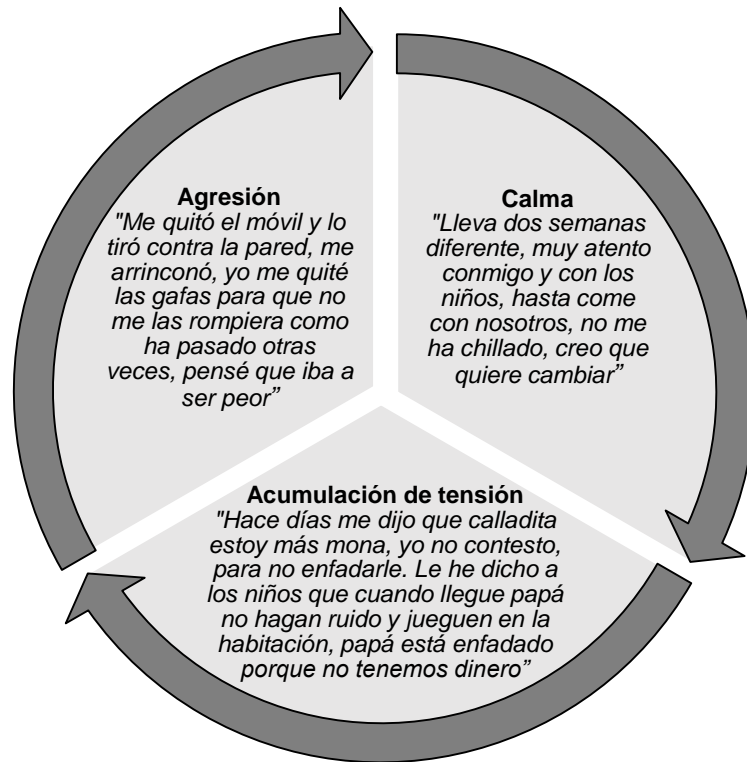 Agresión
"Me quitó el móvil y lo
tiró contra la pared, me
arrinconó, yo me quité
las gafas para que no
me las rompiera como
ha pasado otras
veces, pensé que iba a
ser peor”
Calma
"Lleva dos semanas
diferente, muy atento
conmigo y con los
niños, hasta come
con nosotros, no me
ha chillado, creo que
quiere cambiar”
Acumulación de tensión
"Hace días me dijo que calladita
estoy más mona, yo no contesto,
para no enfadarle. Le he dicho a
los niños que cuando llegue papá
no hagan ruido y jueguen en la
habitación, papá está enfadado
porque no tenemos dinero”